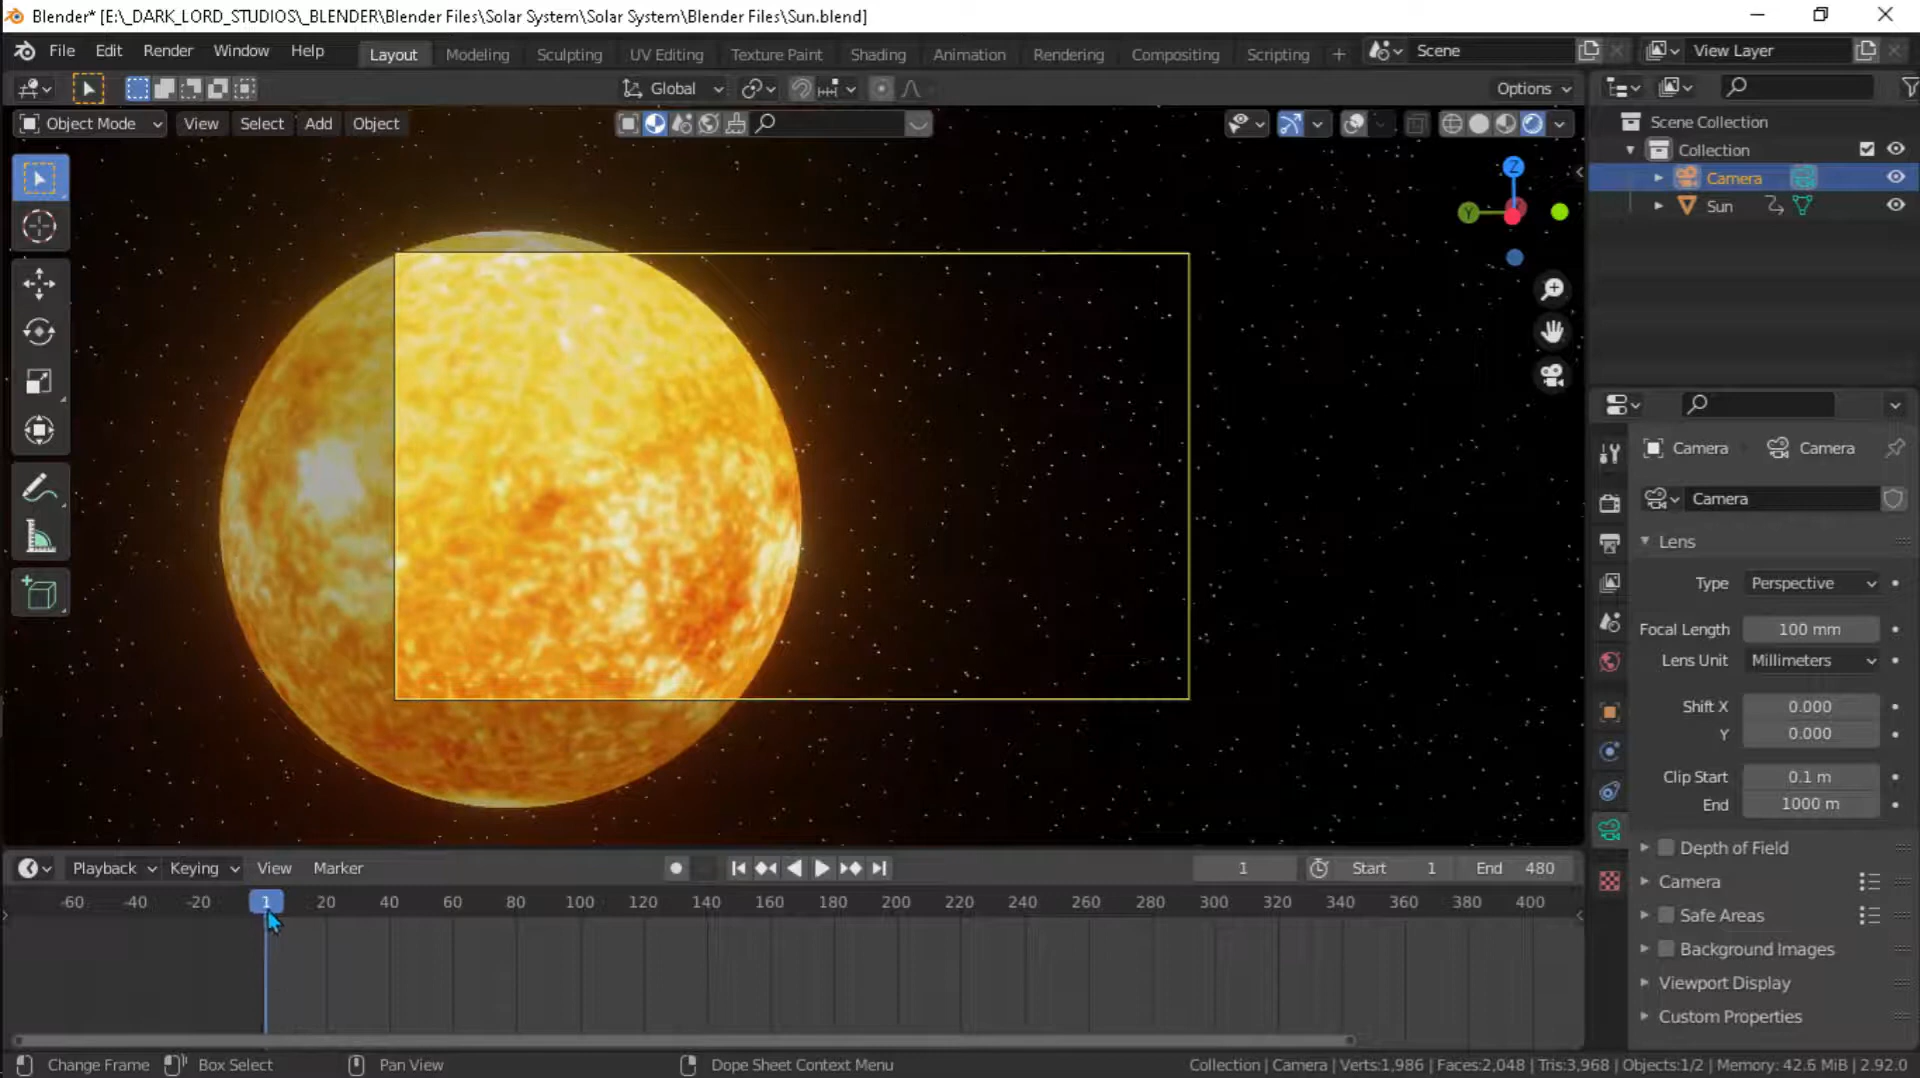 Blender* [E:\_DARK_LORD_STUDIOS\_BLENDER\Blender Files\Solar System\Solar System\Blender Files\Sun.blend]
File Edit Render Window Help Layout Modeling Sculpting UV Editing Texture Paint Shading Animation Rendering Compositing Scripting + Scene View Layer
Global Options
Object Mode View Select Add Object
Scene Collection
Collection
Camera
Sun
Z
Y
Camera Camera
Camera
Lens
Type Perspective
Focal Length 100 mm
Lens Unit Millimeters
Shift X 0.000
Y 0.000
Clip Start 0.1 m
End 1000 m
Depth of Field
Camera
Safe Areas
Background Images
Viewport Display
Custom Properties
Playback Keying View Marker 1 Start 1 End 480
-60 -40 -20 1 20 40 60 80 100 120 140 160 180 200 220 240 260 280 300 320 340 360 380 400
Change Frame Box Select Pan View Dope Sheet Context Menu Collection | Camera | Verts:1,986 | Faces:2,048 | Tris:3,968 | Objects:1/2 | Memory: 42.6 MiB | 2.92.0